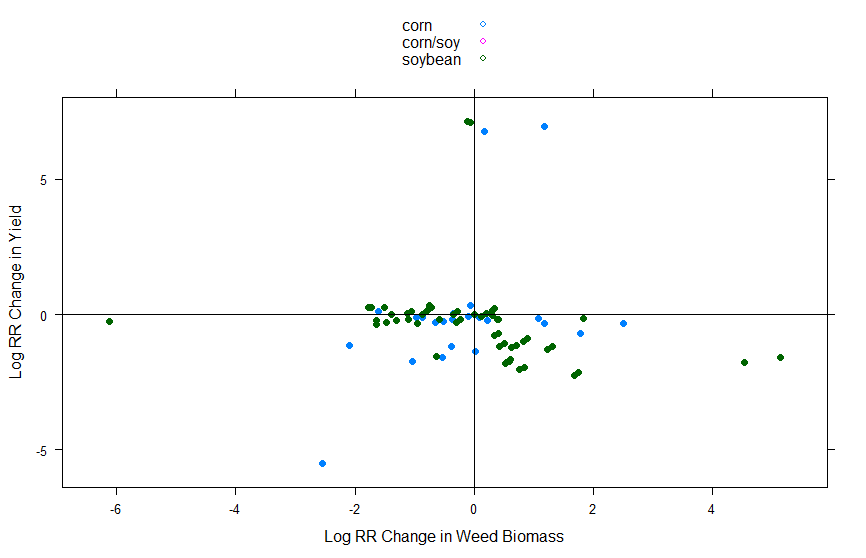 corn
corn/soy
soybean
5
0
-5
Log RR Change in Yield
-6 -4 -2 0 2 4
Log RR Change in Weed Biomass